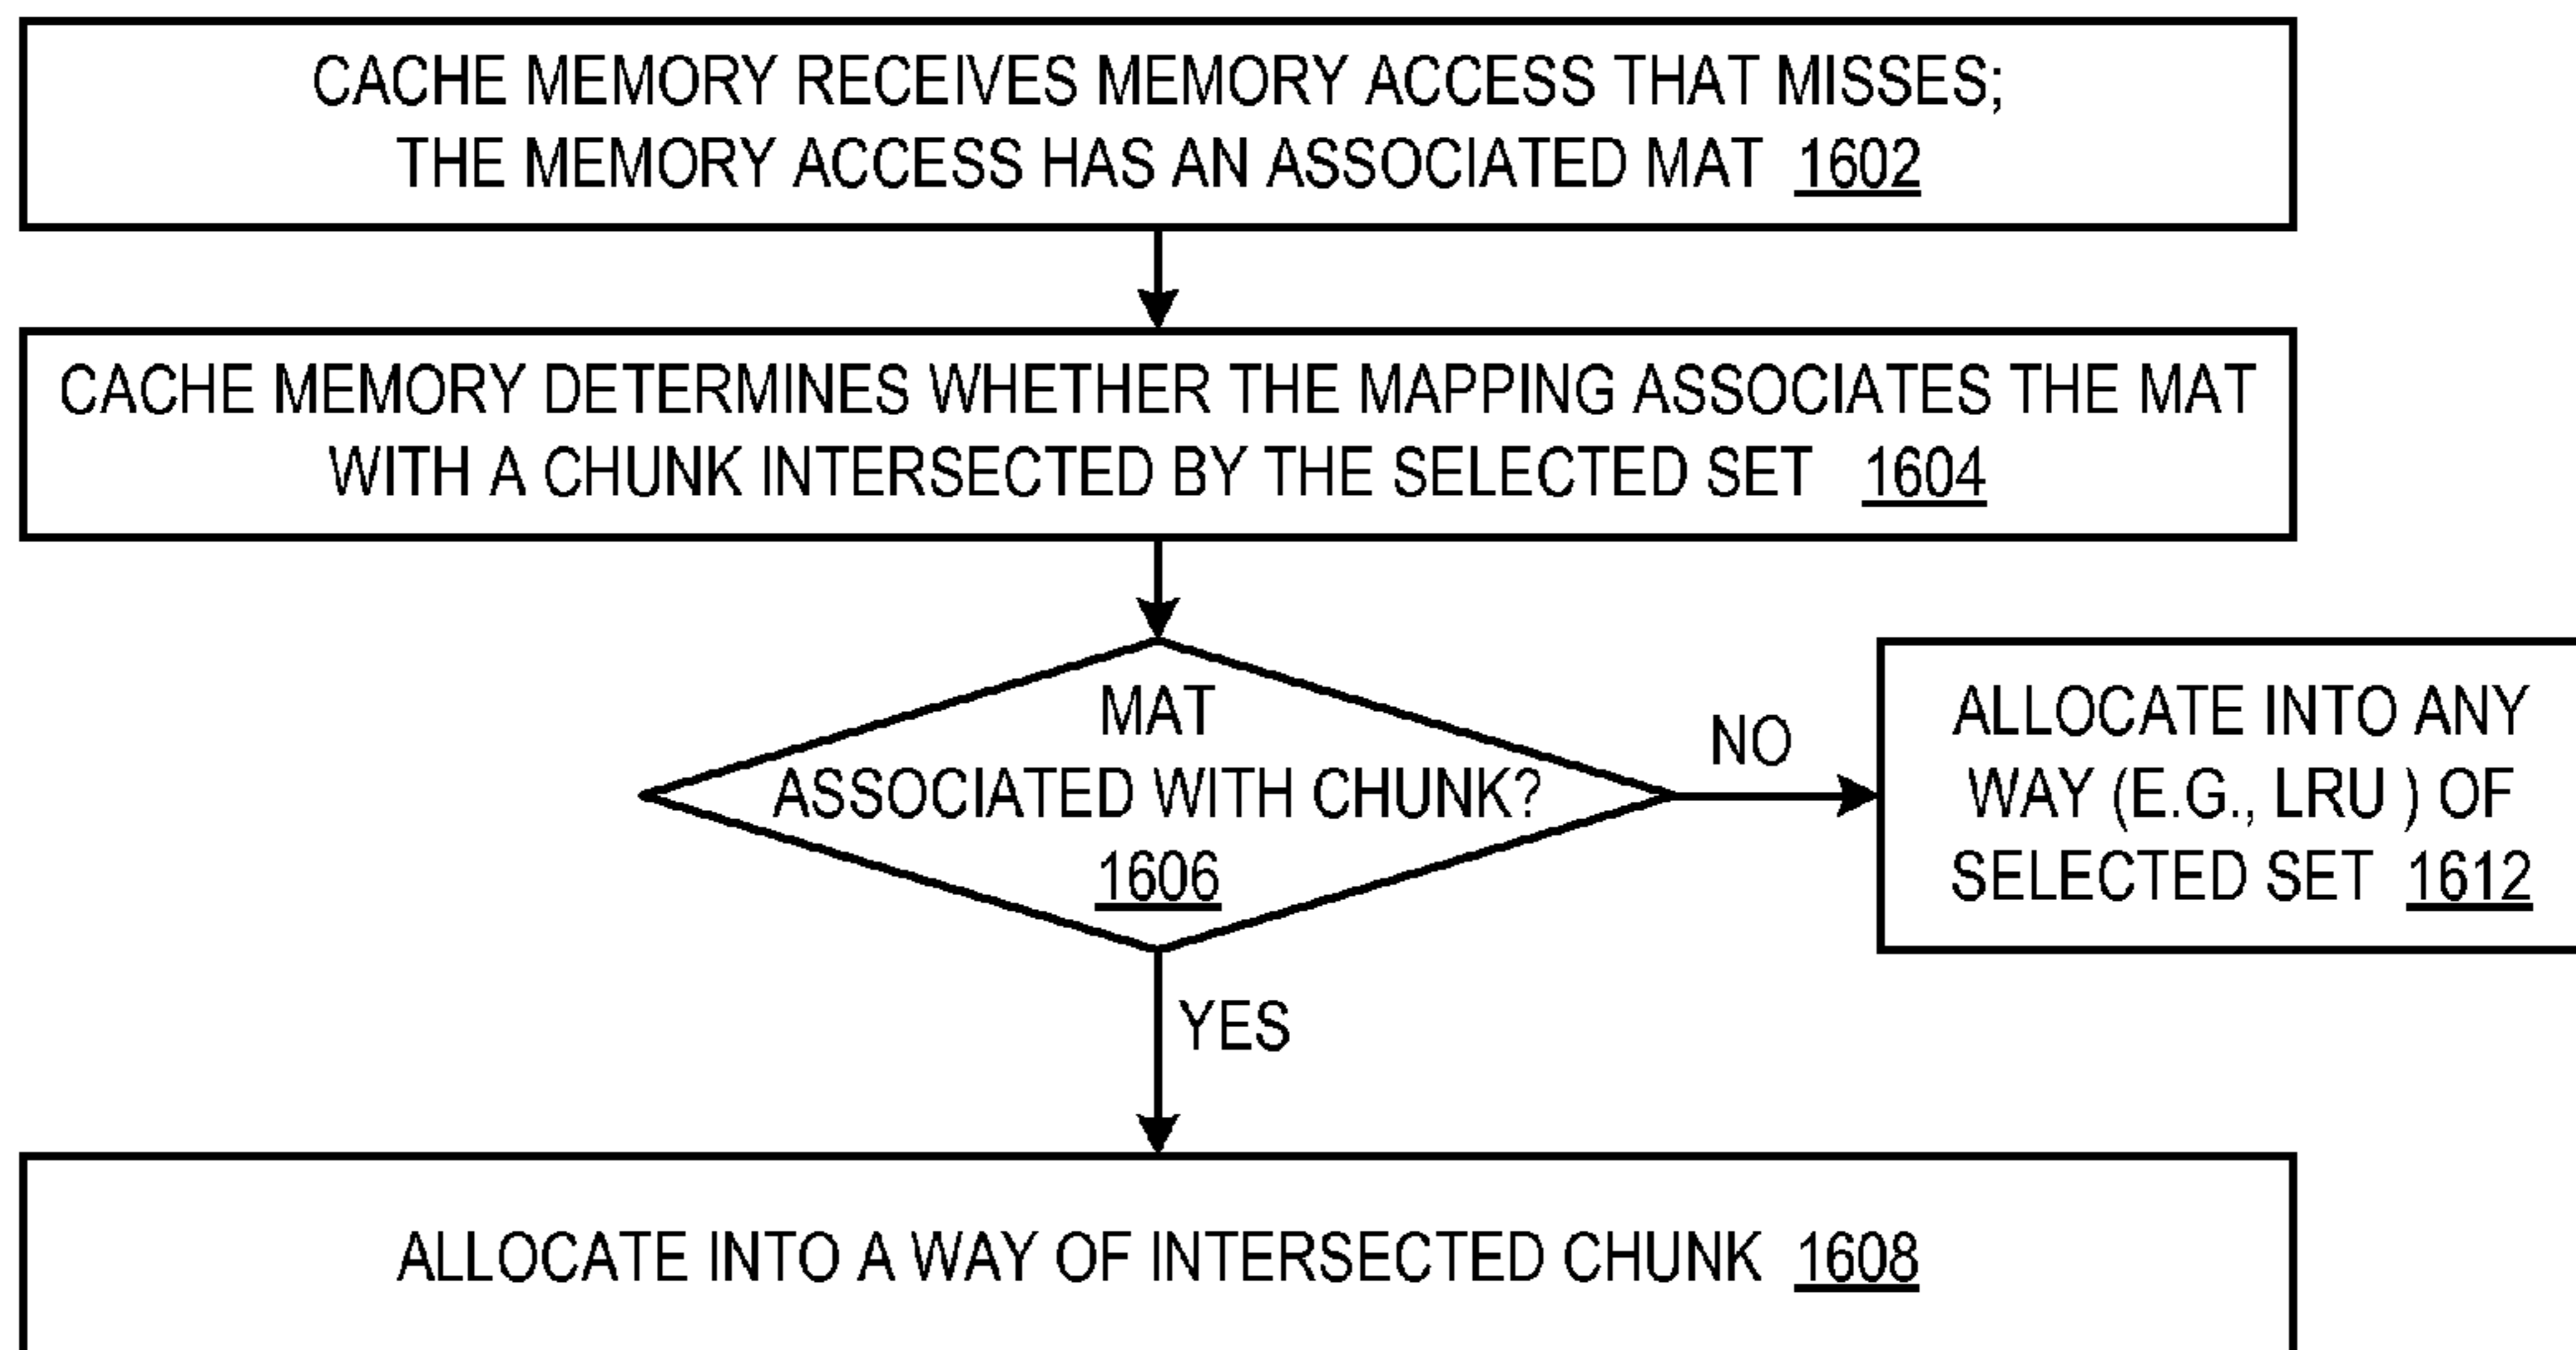 CACHE MEMORY RECEIVES MEMORY ACCESS THAT MISSES;
THE MEMORY ACCESS HAS AN ASSOCIATED MAT 1602
CACHE MEMORY DETERMINES WHETHER THE MAPPING ASSOCIATES THE MAT
WITH A CHUNK INTERSECTED BY THE SELECTED SET 1604
MAT
ASSOCIATED WITH CHUNK?
1606
NO
ALLOCATE INTO ANY
WAY (E.G., LRU ) OF
SELECTED SET 1612
YES
ALLOCATE INTO A WAY OF INTERSECTED CHUNK 1608